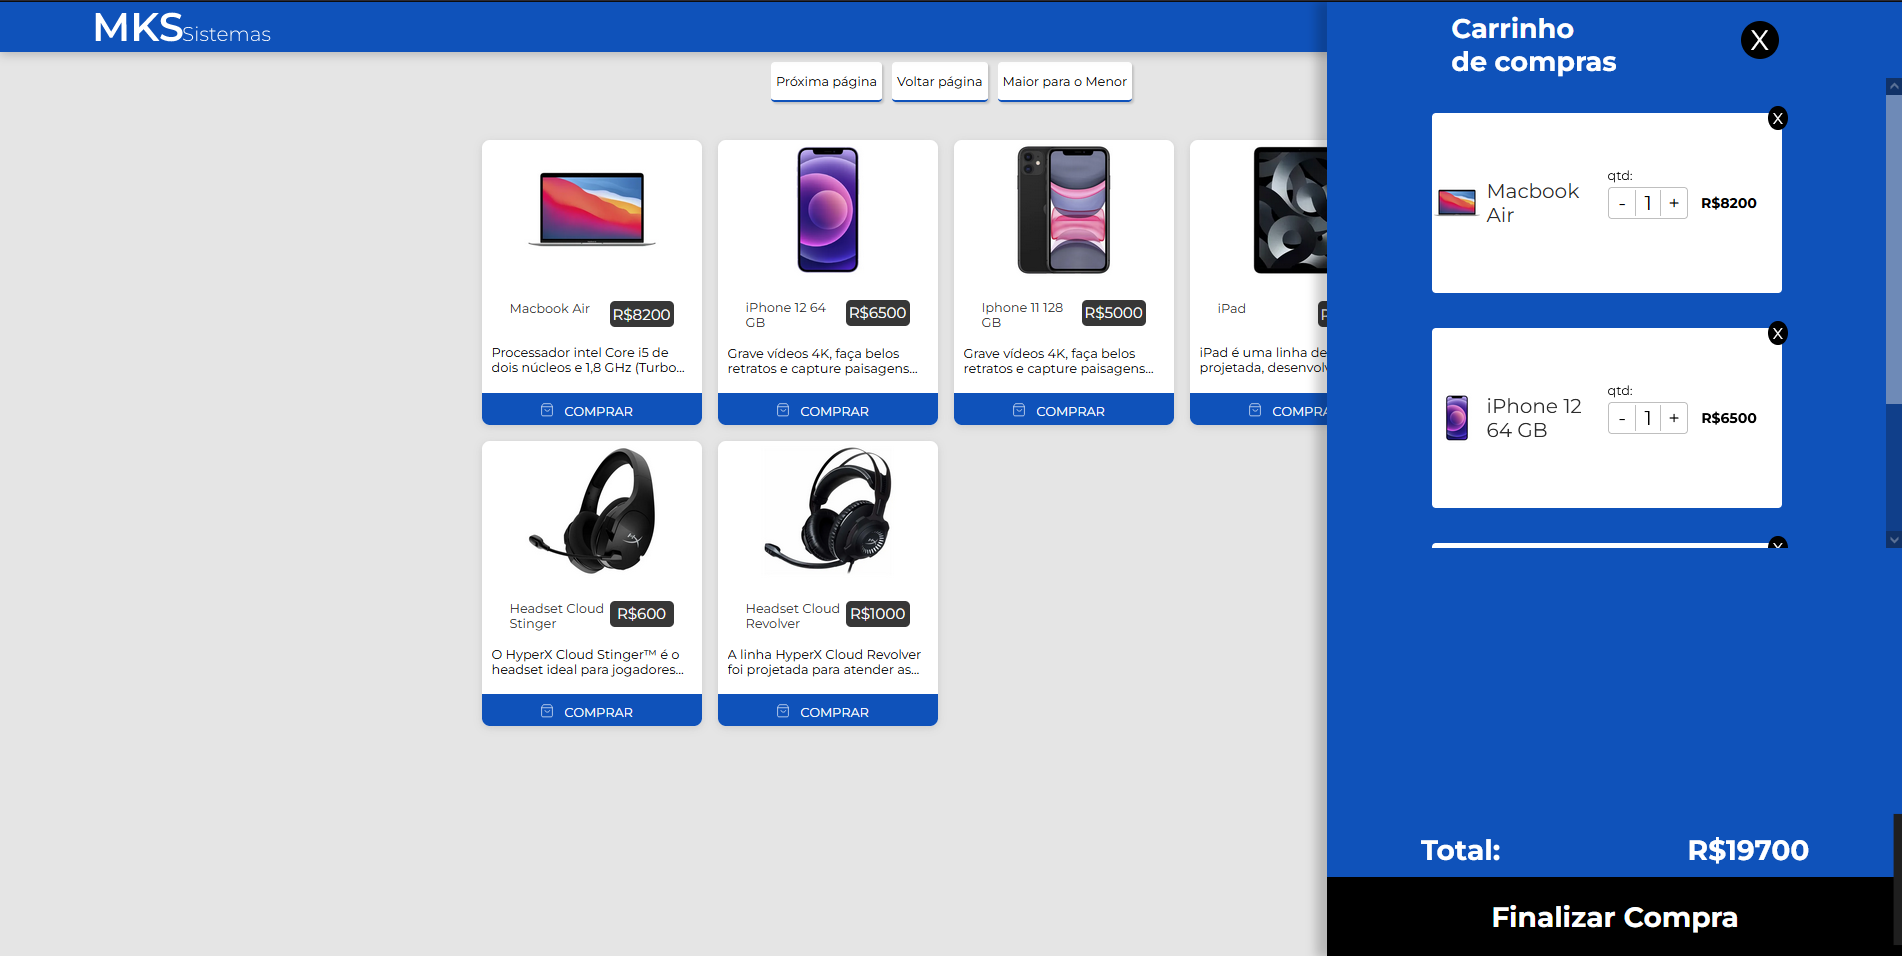 MKSSistemas
Próxima página
Voltar página
Maior para o Menor
Macbook Air
R$8200
Processador intel Core i5 de
dois núcleos e 1,8 GHz (Turbo...
COMPRAR
iPhone 12 64
GB
R$6500
Grave vídeos 4K, faça belos
retratos e capture paisagens...
COMPRAR
Iphone 11 128
GB
R$5000
Grave vídeos 4K, faça belos
retratos e capture paisagens...
COMPRAR
iPad
iPad é uma linha de
projetada,
Headset Cloud
Stinger
R$600
O HyperX Cloud Stinger™ é o
headset ideal para jogadores...
COMPRAR
Headset Cloud
Revolver
R$1000
A linha HyperX Cloud Revolver
foi projetada para atender as...
COMPRAR
Carrinho
de compras
X
X
Macbook
Air
qtd:
- 1 +
R$8200
X
iPhone 12
64 GB
qtd:
- 1 +
R$6500
X
Total:
R$19700
Finalizar Compra